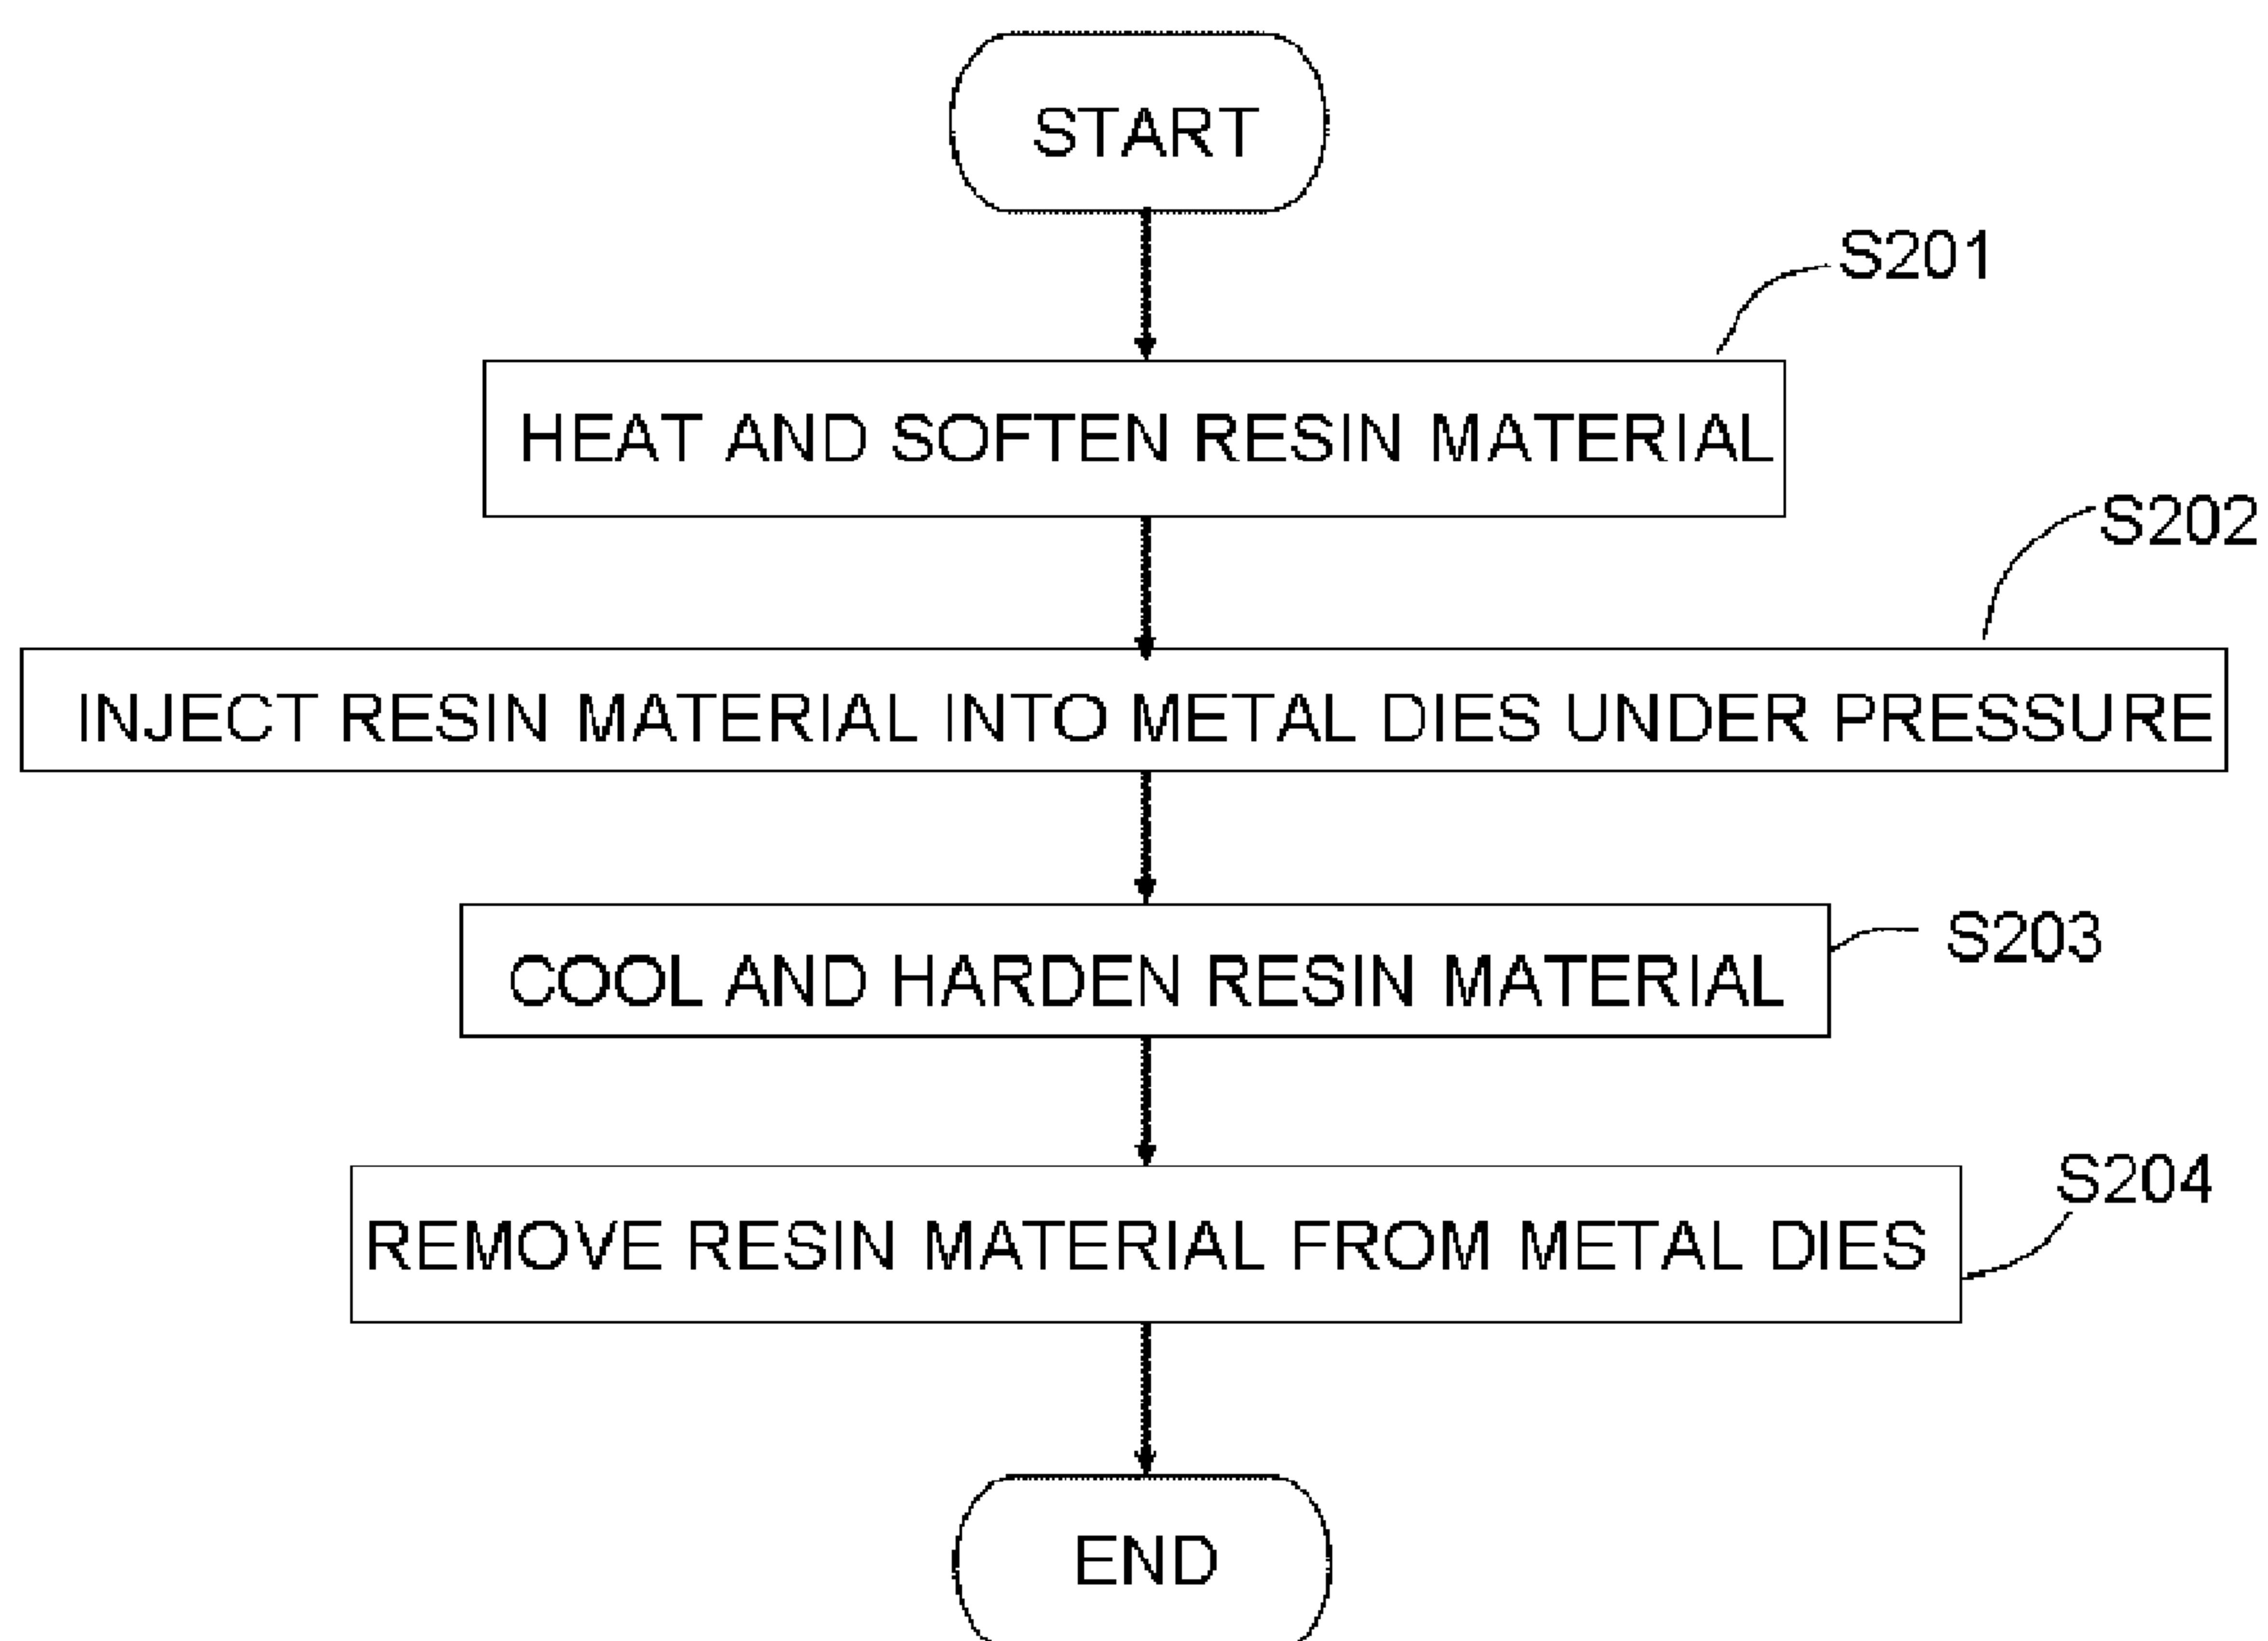 START
S201
HEAT AND SOFTEN RESIN MATERIAL
S202
INJECT RESIN MATERIAL INTO METAL DIES UNDER PRESSURE
S203
COOL AND HARDEN RESIN MATERIAL
S204
REMOVE RESIN MATERIAL FROM METAL DIES
END